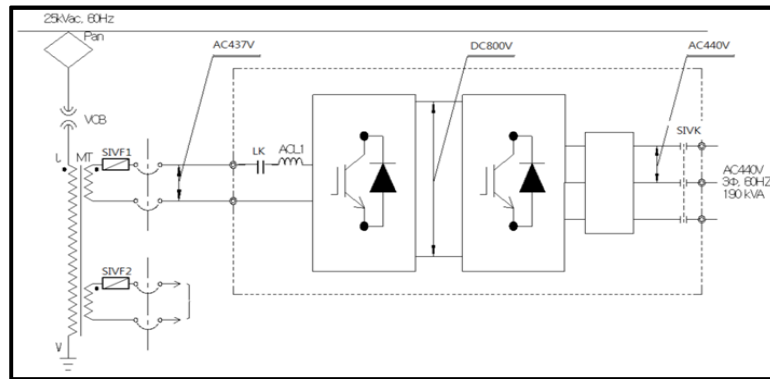 25kVac, 60Hz
Pan
AC437V
DC800V
AC440V
VCB
LK
ACL1
SIVK
U
MT
SIVF1
AC440V
3Φ, 60HZ
190 kVA
SIVF2
V